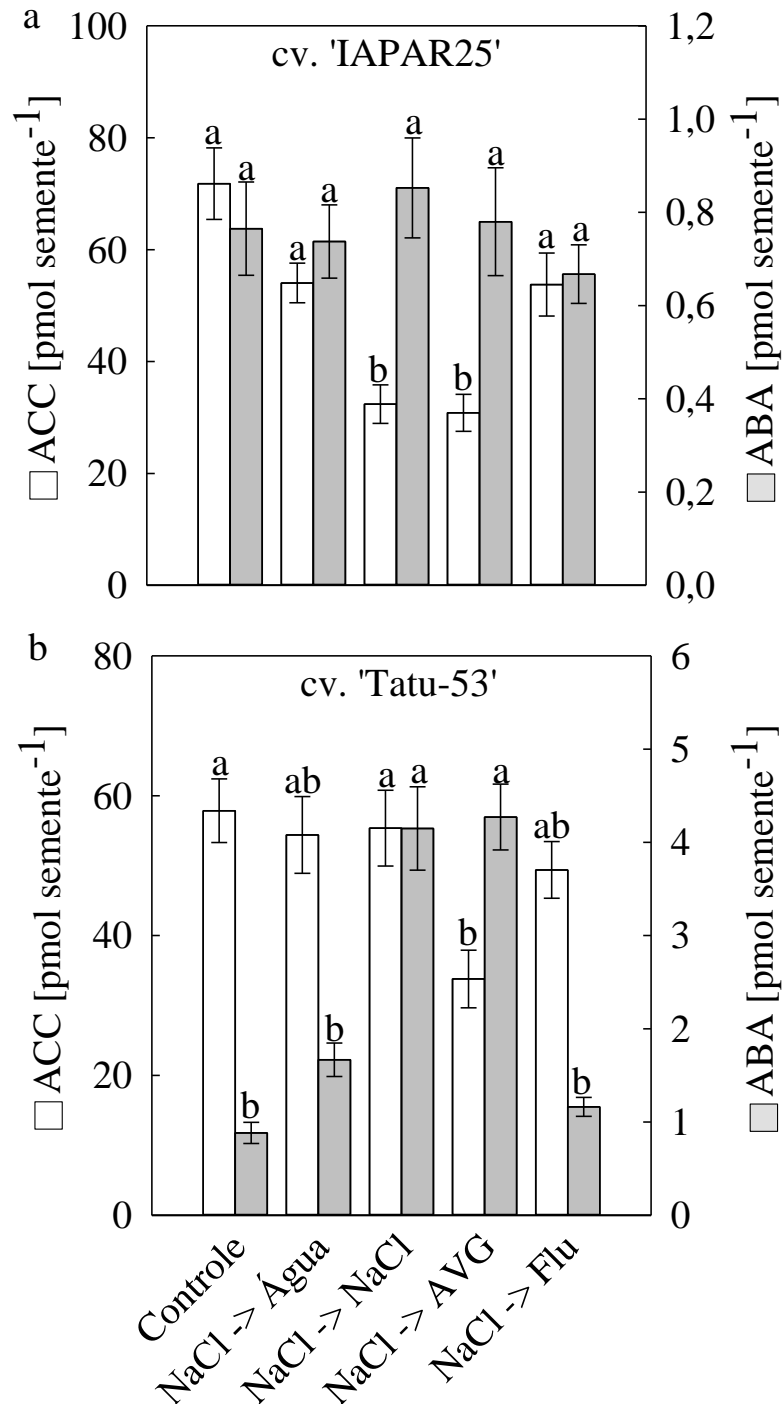 a
cv. 'IAPAR25'
100
80
60
40
20
0
ACC [pmol semente-1]
a
a
a
a
b
a
b
a
a
a
1,2
1,0
0,8
0,6
0,4
0,2
0,0
ABA [pmol semente-1]
b
cv. 'Tatu-53'
80
60
40
20
0
ACC [pmol semente-1]
a
b
ab
b
a
a
b
a
ab
b
6
5
4
3
2
1
0
ABA [pmol semente-1]
Controle
NaCl -> Água
NaCl -> NaCl
NaCl -> AVG
NaCl -> Flu